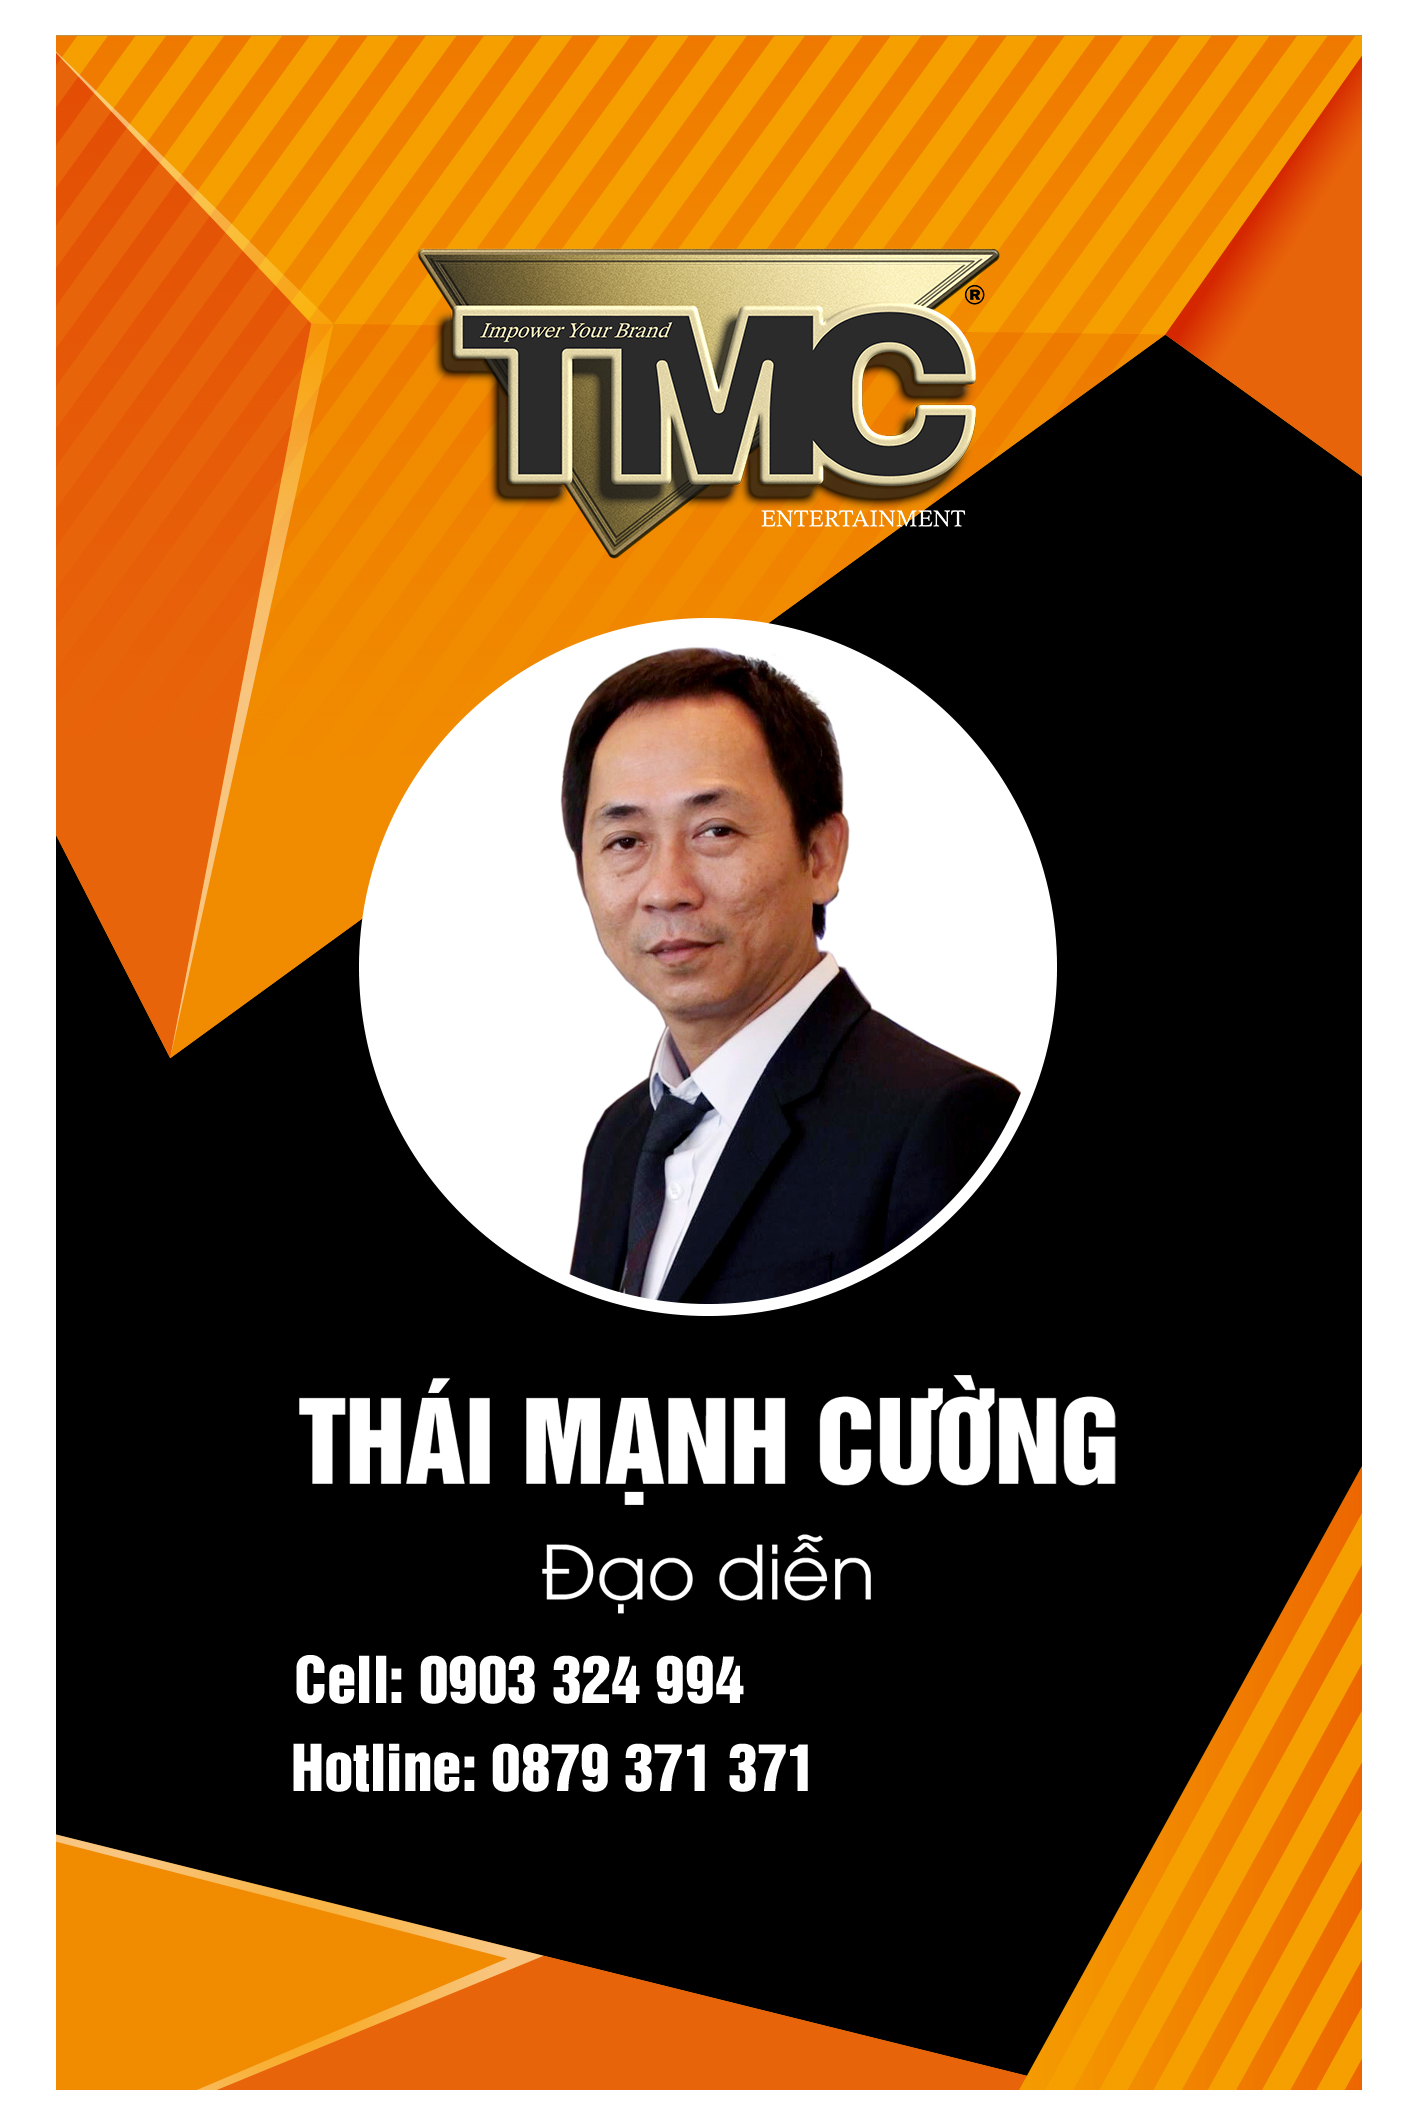 ®
Impower Your Brand
TMC
ENTERTAINMENT
THÁI MẠNH CƯỜNG
Đạo diễn
Cell: 0903 324 994
Hotline: 0879 371 371